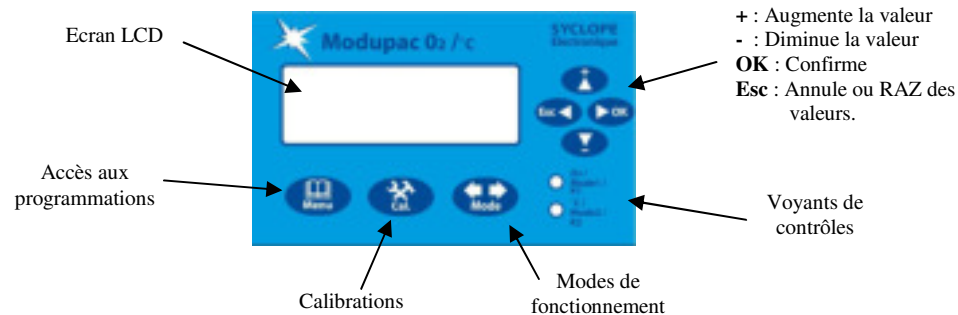 Ecran LCD
Modupac 02 /°c
SYCLOPE
Electronique
+ : Augmente la valeur
- : Diminue la valeur
OK : Confirme
Esc : Annule ou RAZ des
valeurs.
+
Esc
OK
-
Accès aux
programmations
Menu
Cal.
Mode
Voyants de
contrôles
Calibrations
Modes de
fonctionnement